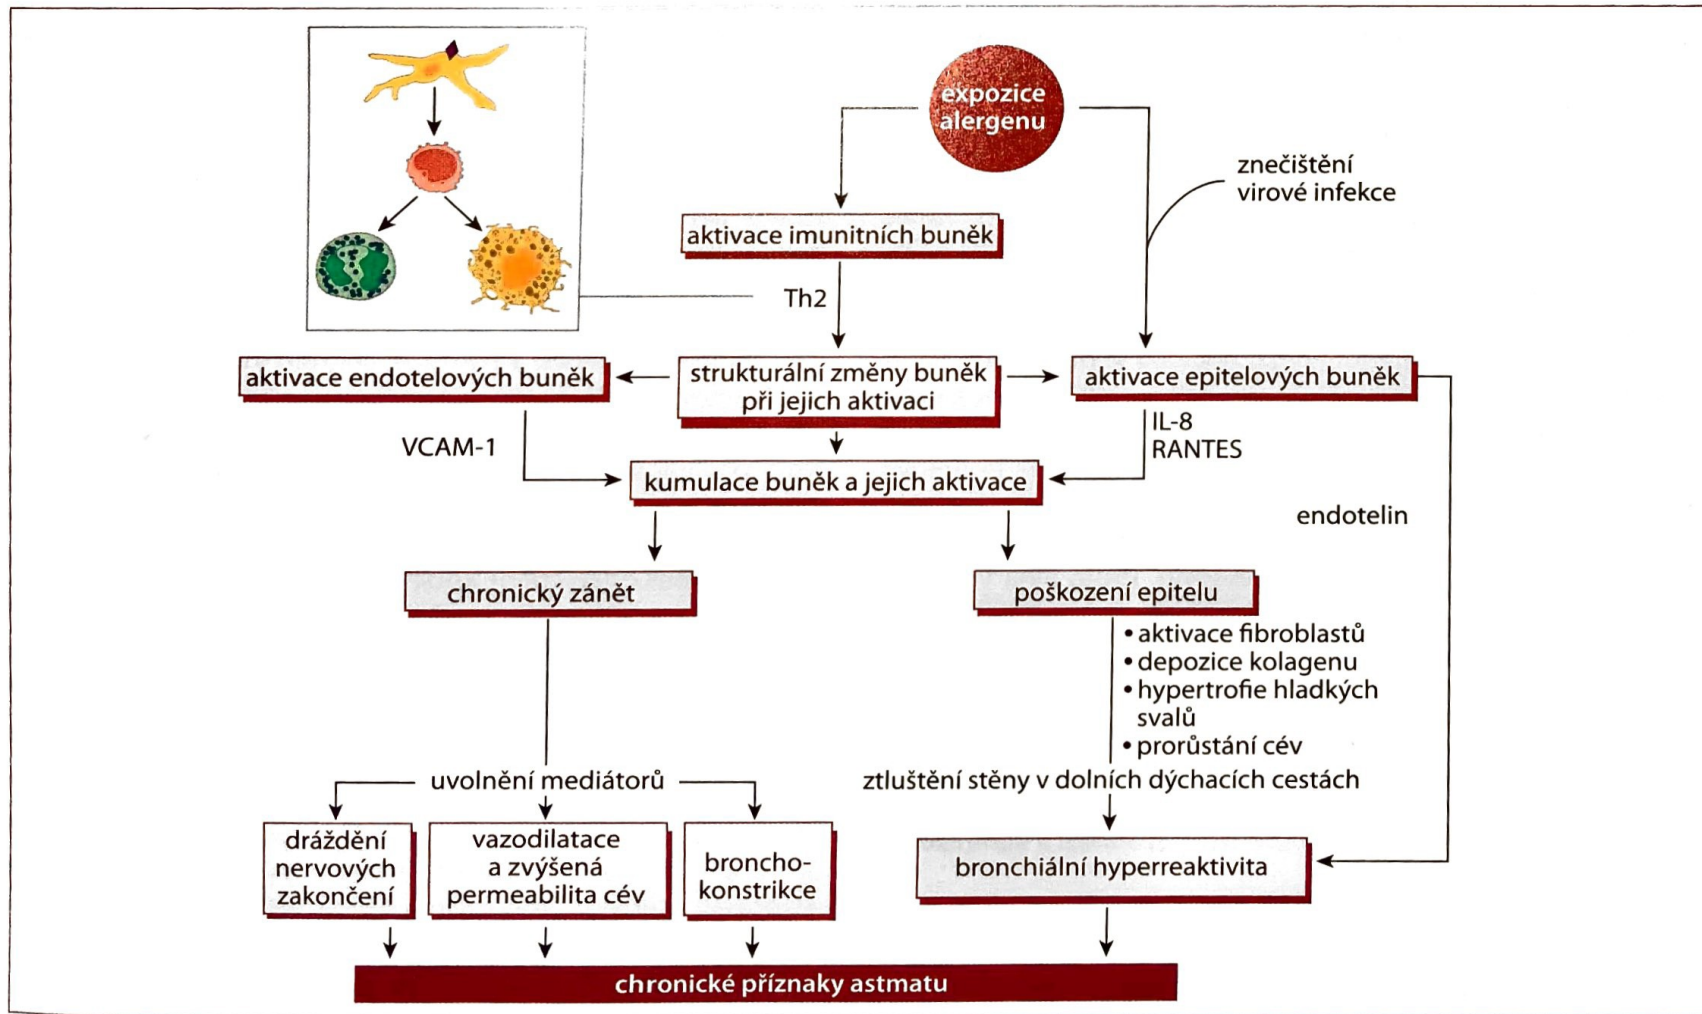 expozice
alergenu
znečištění
virové infekce
aktivace imunitních buněk
Th2
aktivace endotelových buněk
strukturální změny buněk
při jejich aktivaci
aktivace epitelových buněk
VCAM-1
IL-8
RANTES
kumulace buněk a jejich aktivace
endotelin
chronický zánět
poškození epitelu
• aktivace fibroblastů
• depozice kolagenu
• hypertrofie hladkých
svalů
• prorůstání cév
uvolnění mediátorů
ztluštění stěny v dolních dýchacích cestách
dráždění
nervových
zakončení
vazodilatace
a zvýšená
permeabilita cév
broncho-
konstrikce
bronchiální hyperreaktivita
chronické příznaky astmatu